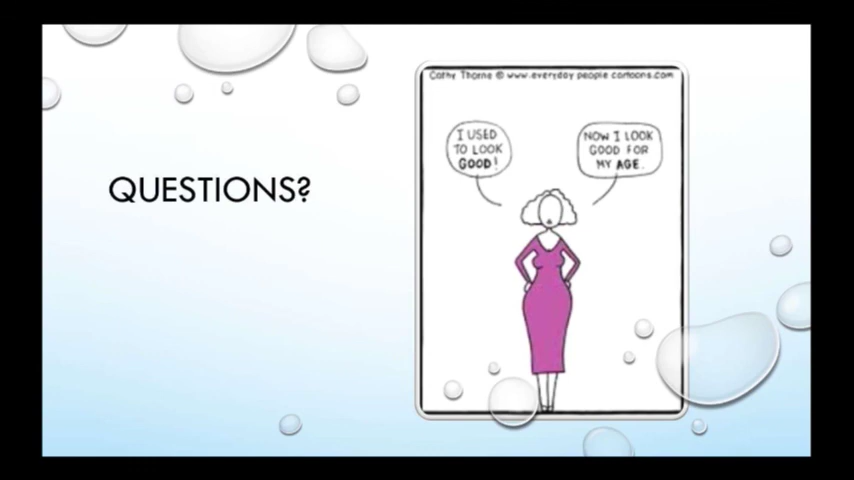 QUESTIONS?
Cathy Thorne © www.everyday people cartoons.com
I USED
TO LOOK
GOOD!
NOW I LOOK
GOOD FOR
MY AGE.